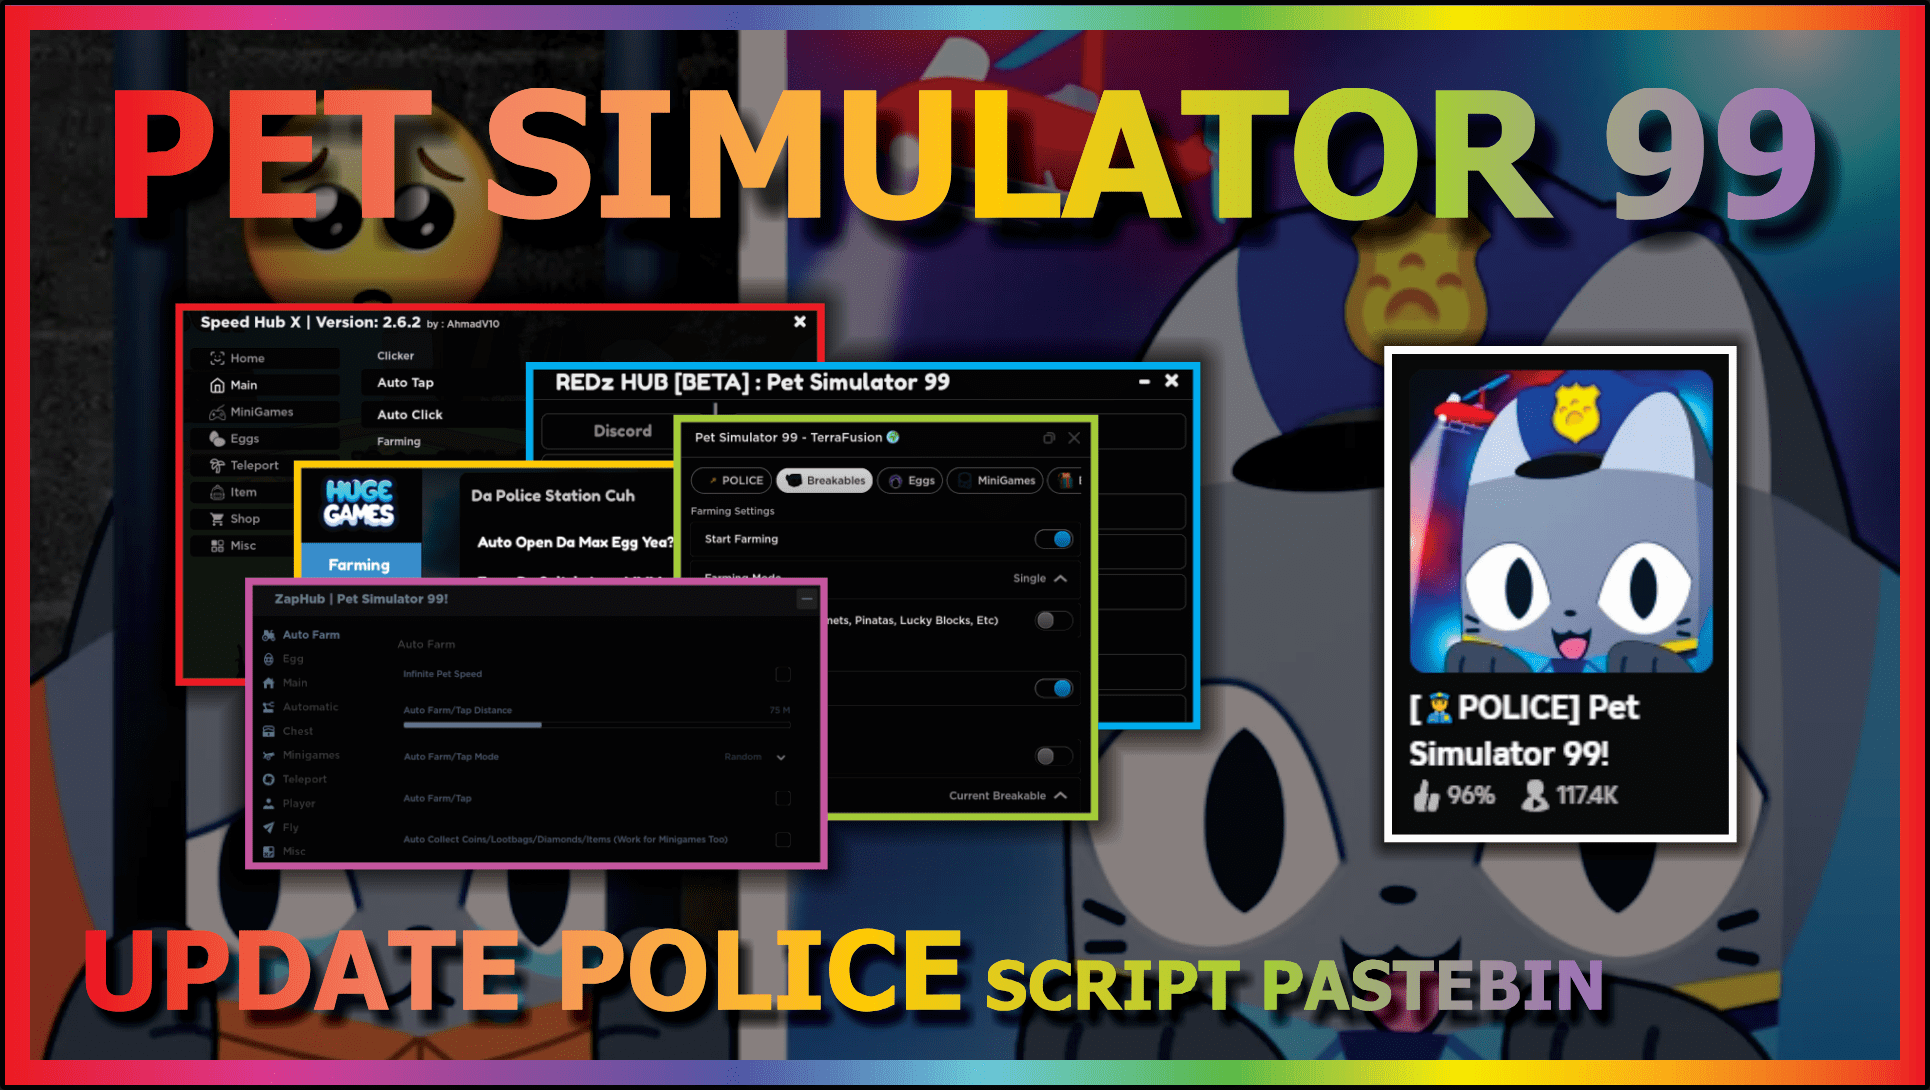 PET SIMULATOR 99
Speed Hub X | Version: 2.6.2 by : AhmadV10
Home
Main
MiniGames
Eggs
Teleport
Item
Shop
Misc
Clicker
Auto Tap
Auto Click
Farming
REDz HUB [BETA] : Pet Simulator 99
Discord
HUGE
GAMES
Farming
Da Police Station Cuh
Auto Open Da Max Egg Yea?
Pet Simulator 99 - TerraFusion
POLICE Breakables Eggs MiniGames
Farming Settings
Start Farming
Farming Mode Single
Pinatas, Lucky Blocks, Etc)
Current Breakable
ZapHub | Pet Simulator 99!
Auto Farm
Egg
Main
Automatic
Chest
Minigames
Teleport
Player
Fly
Misc
Auto Farm
Infinite Pet Speed
Auto Farm/Tap Distance 75 M
Auto Farm/Tap Mode Random
Auto Farm/Tap
Auto Collect Coins/Lootbags/Diamonds/Items (Work for Minigames Too)
[👮POLICE] Pet
Simulator 99!
96% 117.4K
UPDATE POLICE SCRIPT PASTEBIN